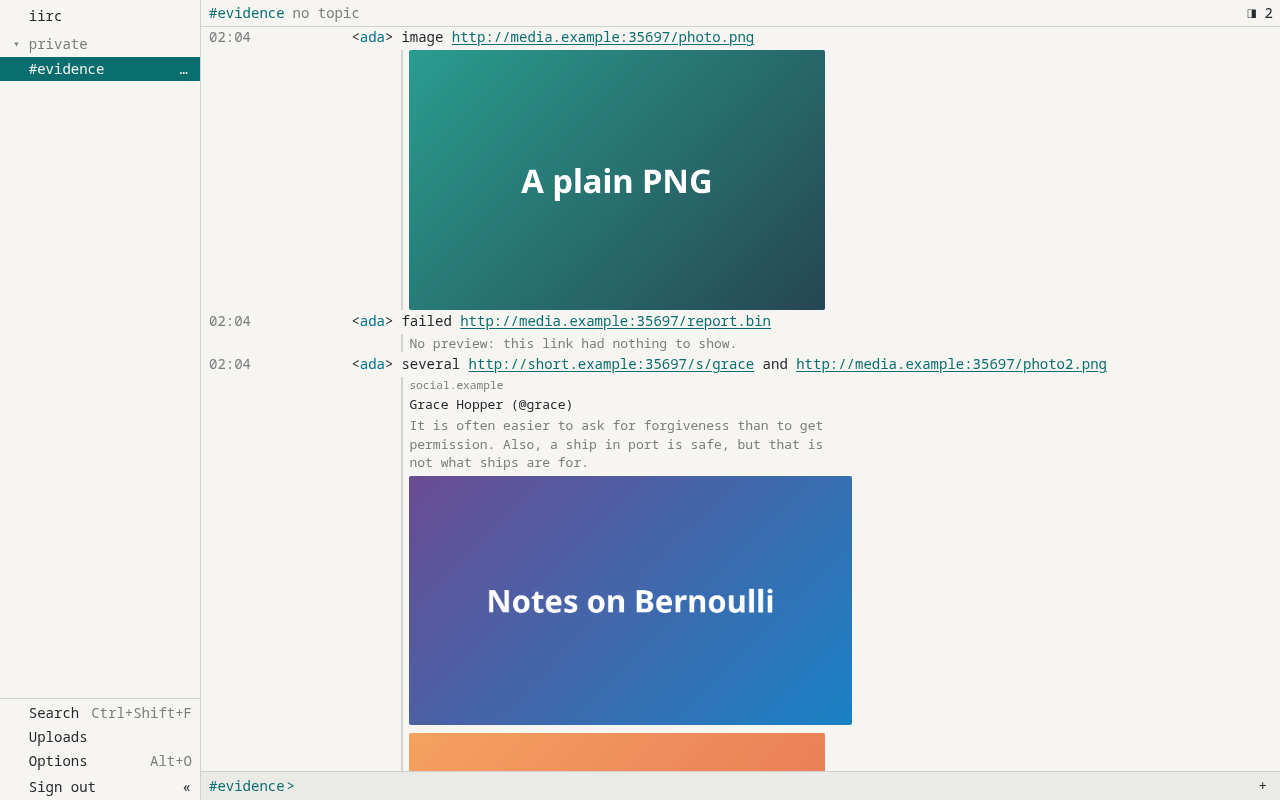 iirc
▾ private
#evidence …
Search Ctrl+Shift+F
Uploads
Options Alt+O
Sign out «
#evidence no topic ◨ 2
02:04 <ada> image http://media.example:35697/photo.png
A plain PNG
02:04 <ada> failed http://media.example:35697/report.bin
No preview: this link had nothing to show.
02:04 <ada> several http://short.example:35697/s/grace and http://media.example:35697/photo2.png
social.example
Grace Hopper (@grace)
It is often easier to ask for forgiveness than to get
permission. Also, a ship in port is safe, but that is
not what ships are for.
Notes on Bernoulli
#evidence> +